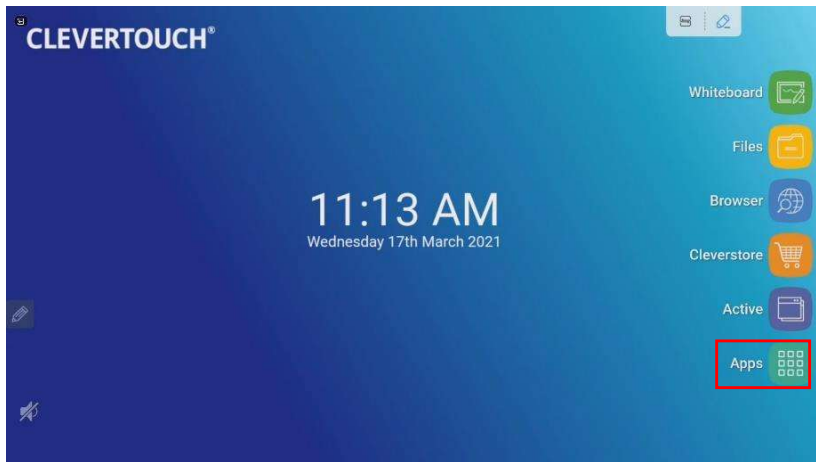 CLEVERTOUCH®
Whiteboard
Files
11:13 AM
Browser
Wednesday 17th March 2021
Cleverstore
Active
Apps